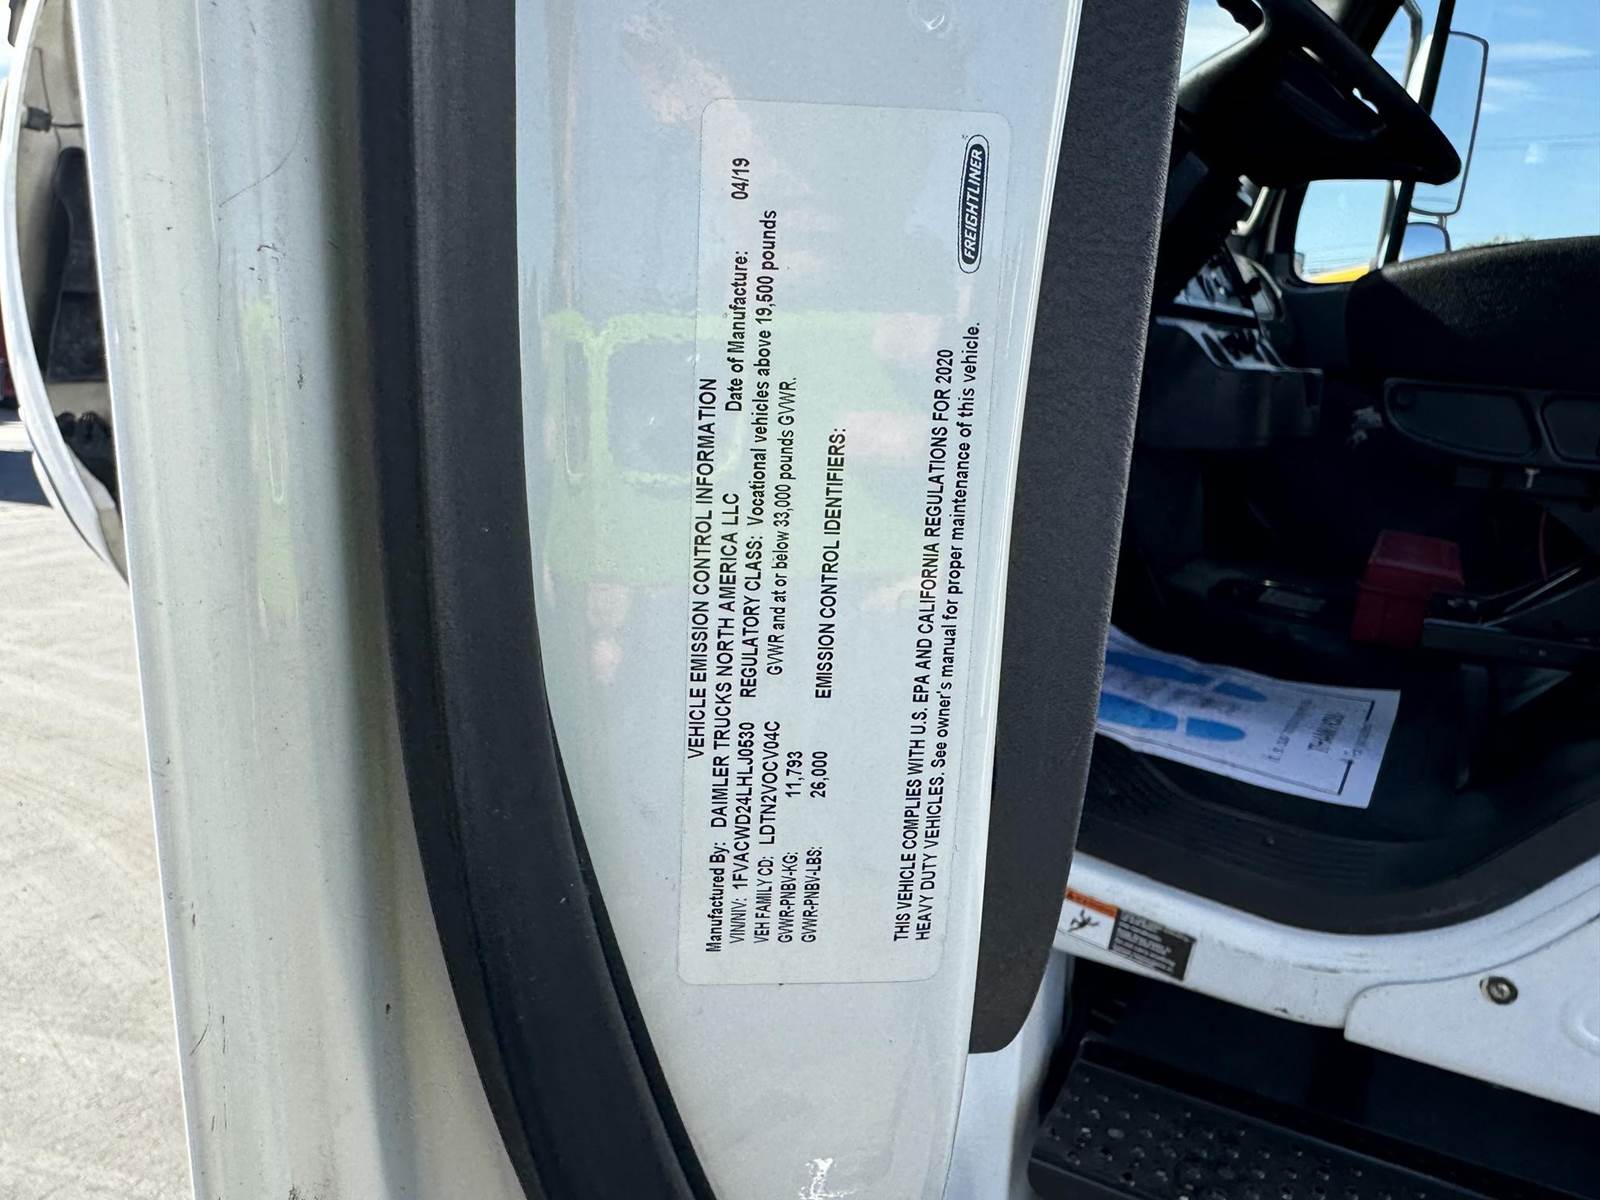 VEHICLE EMISSION CONTROL INFORMATION
Manufactured By: DAIMLER TRUCKS NORTH AMERICA LLC Date of Manufacture: 04/19
VIN/NIV: 1FVACWD24LHLJ0530 REGULATORY CLASS: Vocational vehicles above 19,500 pounds
VEH FAMILY CD: LDTN2VOCV04C GVWR and at or below 33,000 pounds GVWR.
GVWR-PNBV-KG: 11,793
GVWR-PNBV-LBS: 26,000 EMISSION CONTROL IDENTIFIERS:
THIS VEHICLE COMPLIES WITH U.S. EPA AND CALIFORNIA REGULATIONS FOR 2020
HEAVY DUTY VEHICLES. See owner's manual for proper maintenance of this vehicle.
FREIGHTLINER